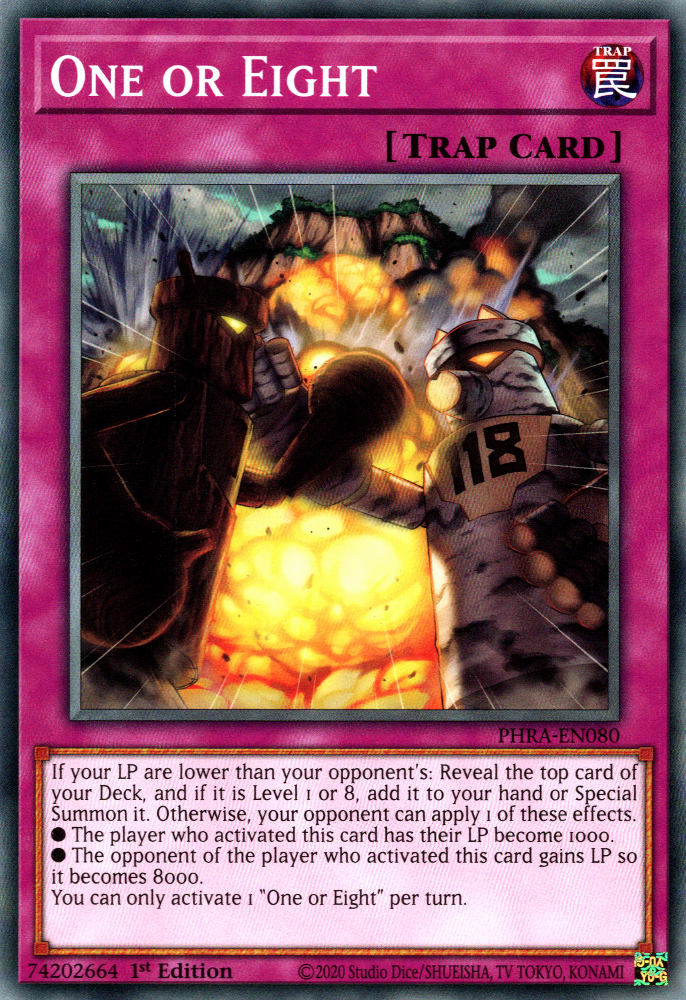 One or Eight
TRAP
罠
[Trap Card]
118
PHRA-EN080
If your LP are lower than your opponent's: Reveal the top card of
your Deck, and if it is Level 1 or 8, add it to your hand or Special
Summon it. Otherwise, your opponent can apply 1 of these effects.
● The player who activated this card has their LP become 1000.
● The opponent of the player who activated this card gains LP so
it becomes 8000.
You can only activate 1 "One or Eight" per turn.
74202664 1st Edition ©2020 Studio Dice/SHUEISHA, TV TOKYO, KONAMI